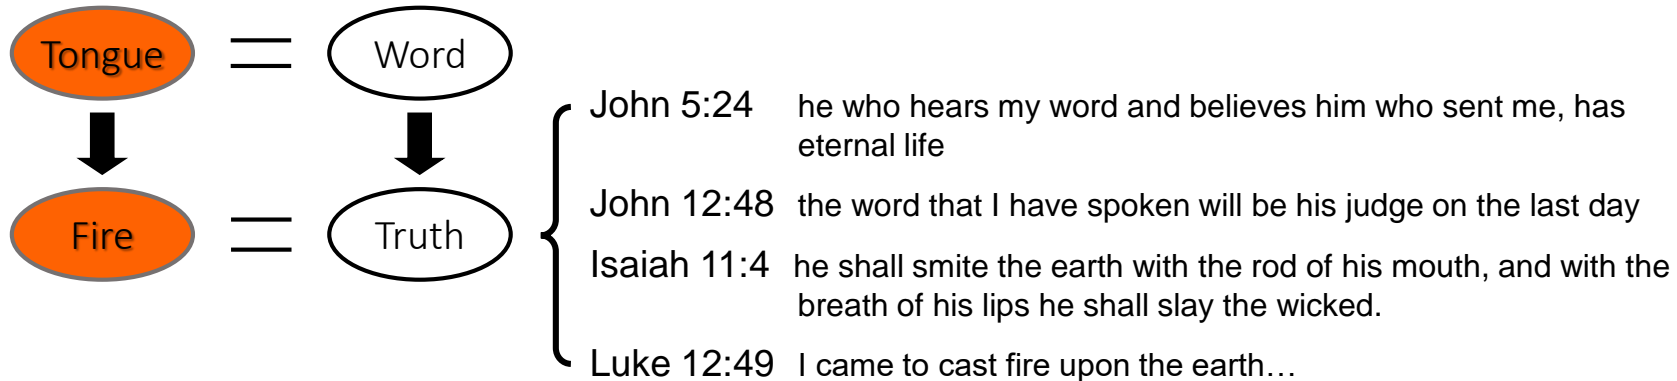 Tongue = Word
John 5:24 he who hears my word and believes him who sent me, has
eternal life
Fire = Truth
John 12:48 the word that I have spoken will be his judge on the last day
Isaiah 11:4 he shall smite the earth with the rod of his mouth, and with the
breath of his lips he shall slay the wicked.
Luke 12:49 I came to cast fire upon the earth…